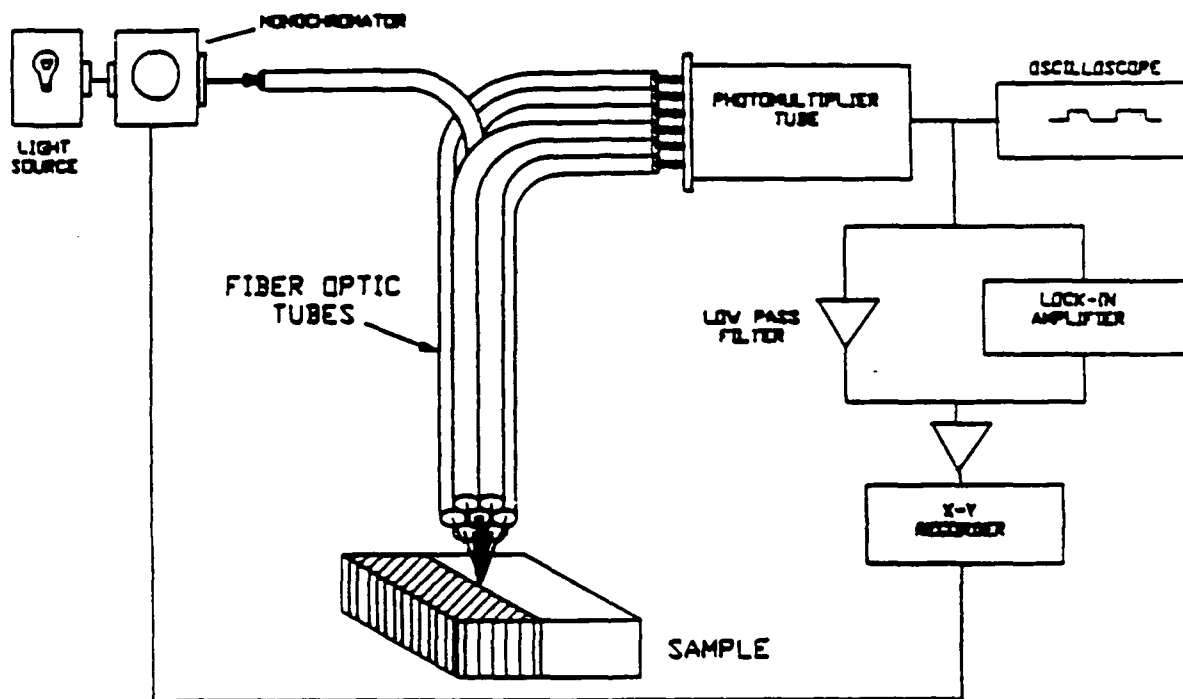 MONOCHROMATOR
LIGHT
SOURCE
PHOTOMULTIPLIER
TUBE
OSCILLOSCOPE
FIBER OPTIC
TUBES
LOW PASS
FILTER
LOCK-IN
AMPLIFIER
X-Y
RECORDER
SAMPLE